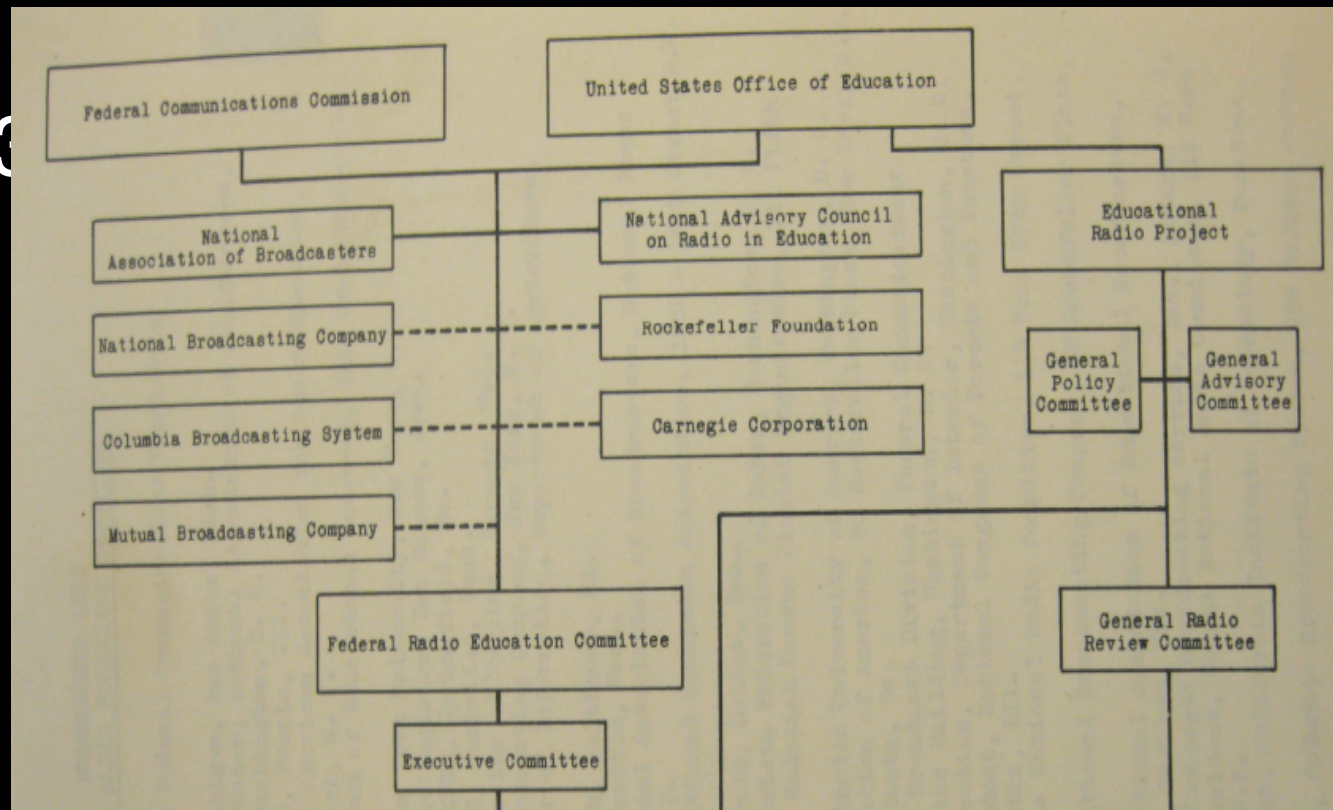 Federal Communications Commission
United States Office of Education
National
Association of Broadcasters
National Advisory Council
on Radio in Education
Educational
Radio Project
National Broadcasting Company
Rockefeller Foundation
General
Policy
Committee
General
Advisory
Committee
Columbia Broadcasting System
Carnegie Corporation
Mutual Broadcasting Company
Federal Radio Education Committee
General Radio
Review Committee
Executive Committee